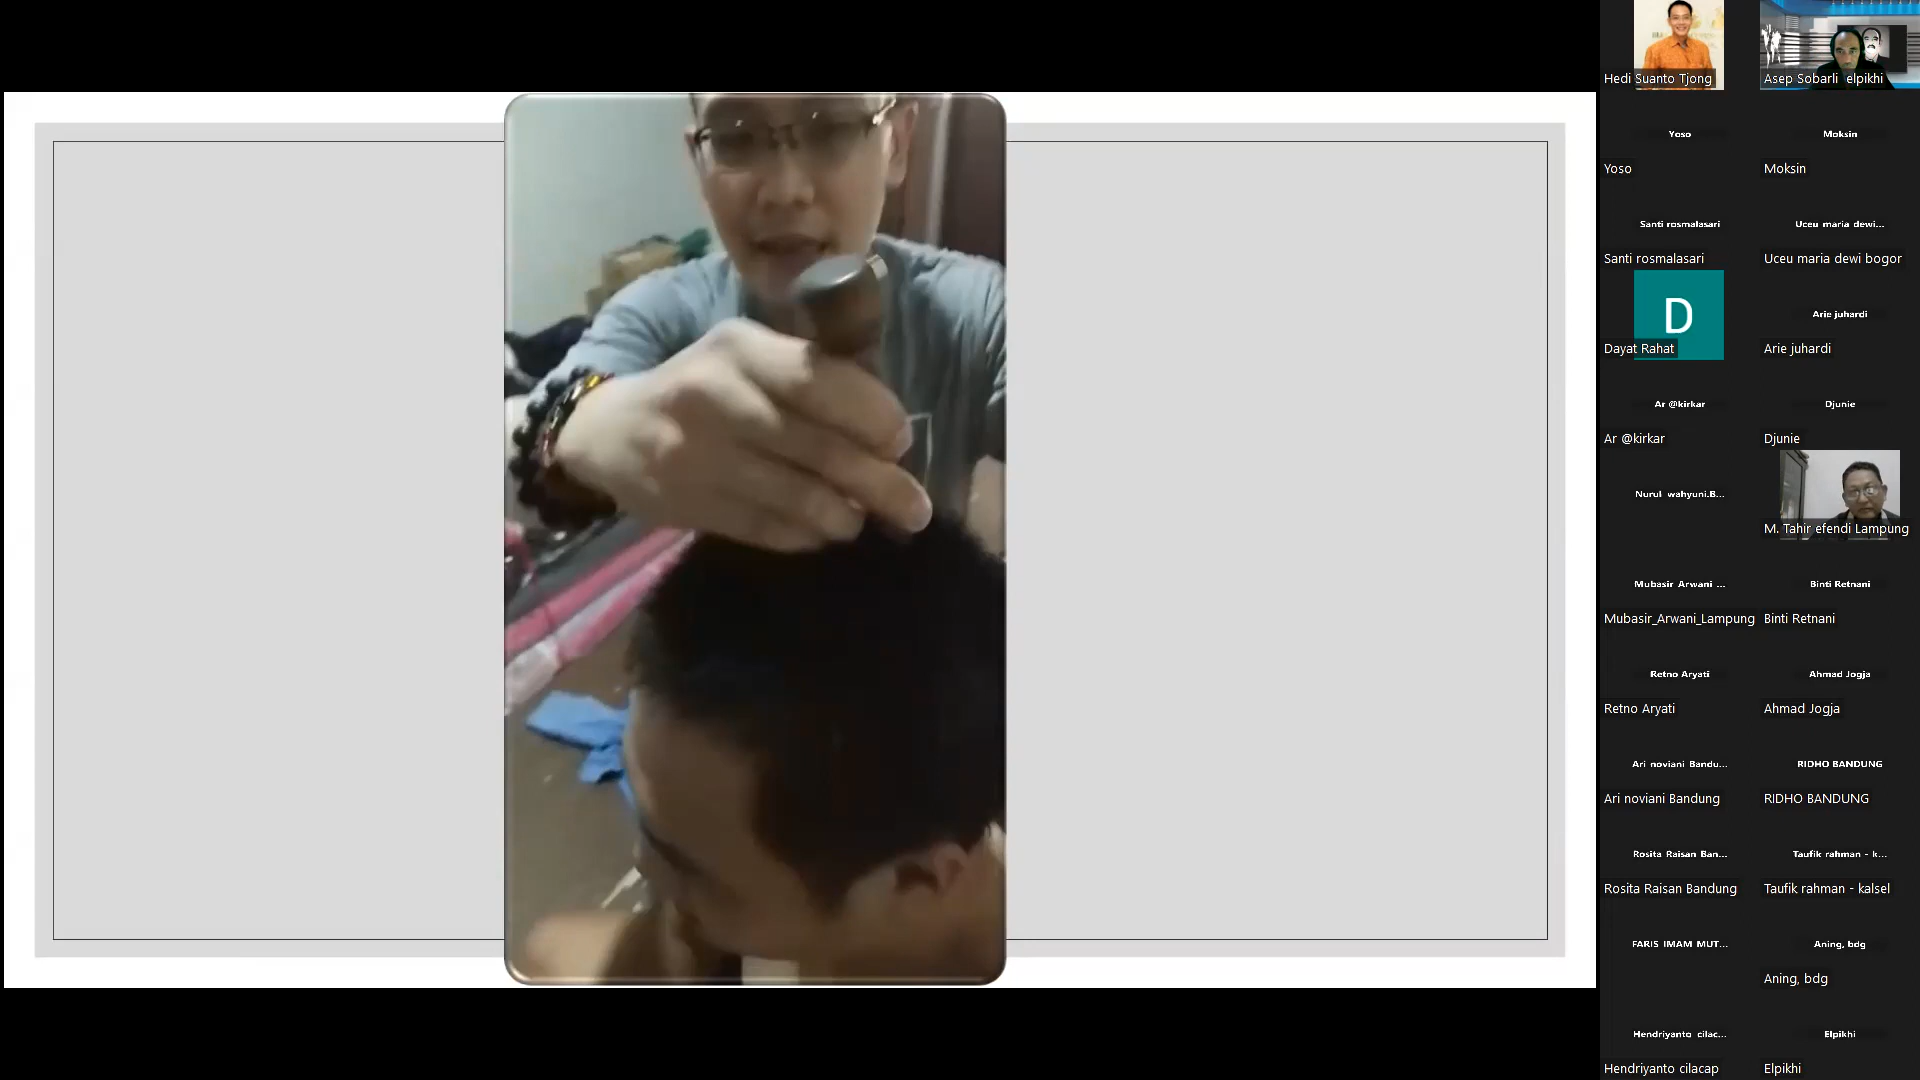 Hedi Suanto Tjong
Asep Sobarli elpikhi
Yoso
Moksin
Yoso
Moksin
Santi rosmalasari
Uceu maria dewi...
Santi rosmalasari
Uceu maria dewi bogor
D
Arie juhardi
Dayat Rahat
Arie juhardi
Ar @kirkar
Djunie
Ar @kirkar
Djunie
Nurul wahyuni.B...
M. Tahir efendi Lampung
Mubasir Arwani ...
Binti Retnani
Mubasir_Arwani_Lampung
Binti Retnani
Retno Aryati
Ahmad Jogja
Retno Aryati
Ahmad Jogja
Ari noviani Bandu...
RIDHO BANDUNG
Ari noviani Bandung
RIDHO BANDUNG
Rosita Raisan Ban...
Taufik rahman - k...
Rosita Raisan Bandung
Taufik rahman - kalsel
FARIS IMAM MUT...
Aning, bdg
Aning, bdg
Hendriyanto cilac...
Elpikhi
Hendriyanto cilacap
Elpikhi